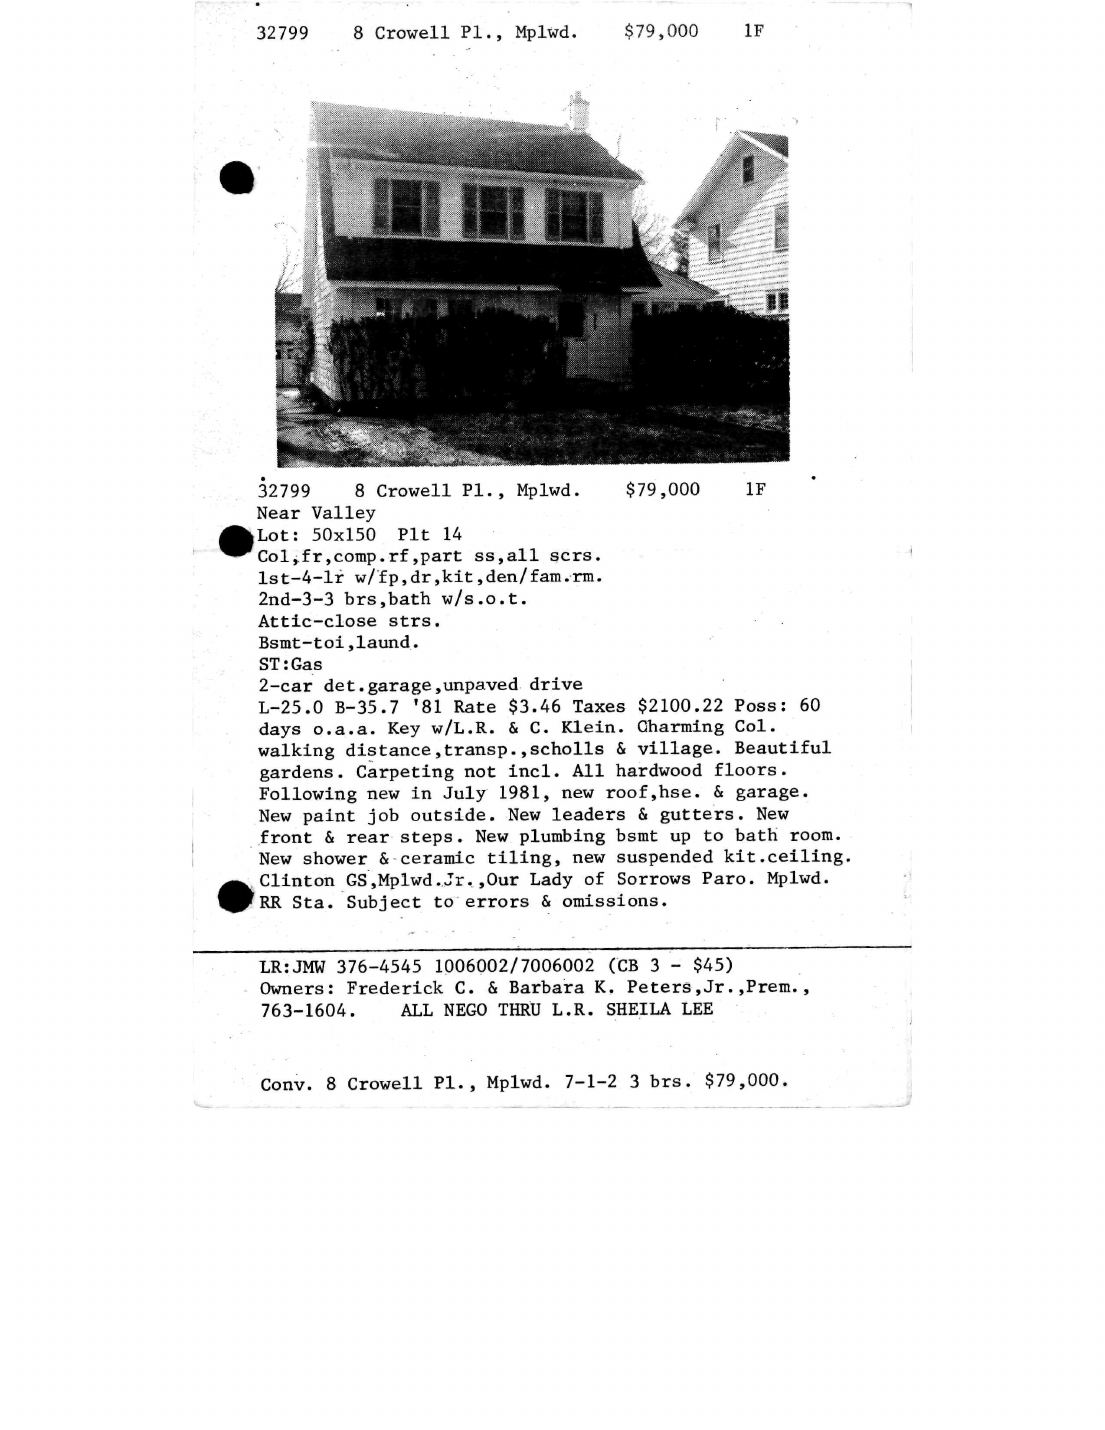 32799 8 Crowell Pl., Mplwd. $79,000 1F
32799 8 Crowell Pl., Mplwd. $79,000 1F
Near Valley
Lot: 50x150 Plt 14
Col,fr,comp.rf,part ss,all scrs.
1st-4-lr w/fp,dr,kit,den/fam.rm.
2nd-3-3 brs,bath w/s.o.t.
Attic-close strs.
Bsmt-toi,laund.
ST:Gas
2-car det.garage,unpaved drive
L-25.0 B-35.7 '81 Rate $3.46 Taxes $2100.22 Poss: 60
days o.a.a. Key w/L.R. & C. Klein. Charming Col.
walking distance,transp.,scholls & village. Beautiful
gardens. Carpeting not incl. All hardwood floors.
Following new in July 1981, new roof,hse. & garage.
New paint job outside. New leaders & gutters. New
front & rear steps. New plumbing bsmt up to bath room.
New shower & ceramic tiling, new suspended kit.ceiling.
Clinton GS,Mplwd.Jr.,Our Lady of Sorrows Paro. Mplwd.
RR Sta. Subject to errors & omissions.
LR:JMW 376-4545 1006002/7006002 (CB 3 - $45)
Owners: Frederick C. & Barbara K. Peters,Jr.,Prem.,
763-1604. ALL NEGO THRU L.R. SHEILA LEE
Conv. 8 Crowell Pl., Mplwd. 7-1-2 3 brs. $79,000.